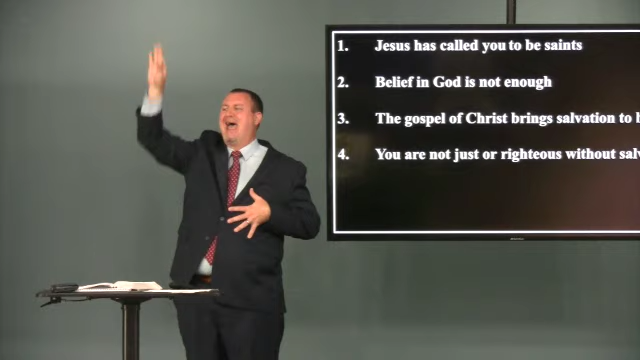 1. Jesus has called you to be saints
2. Belief in God is not enough
3. The gospel of Christ brings salvation to
4. You are not just or righteous without